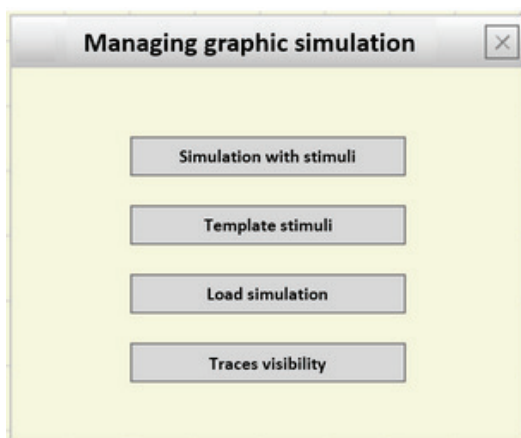 Managing graphic simulation
Simulation with stimuli
Template stimuli
Load simulation
Traces visibility